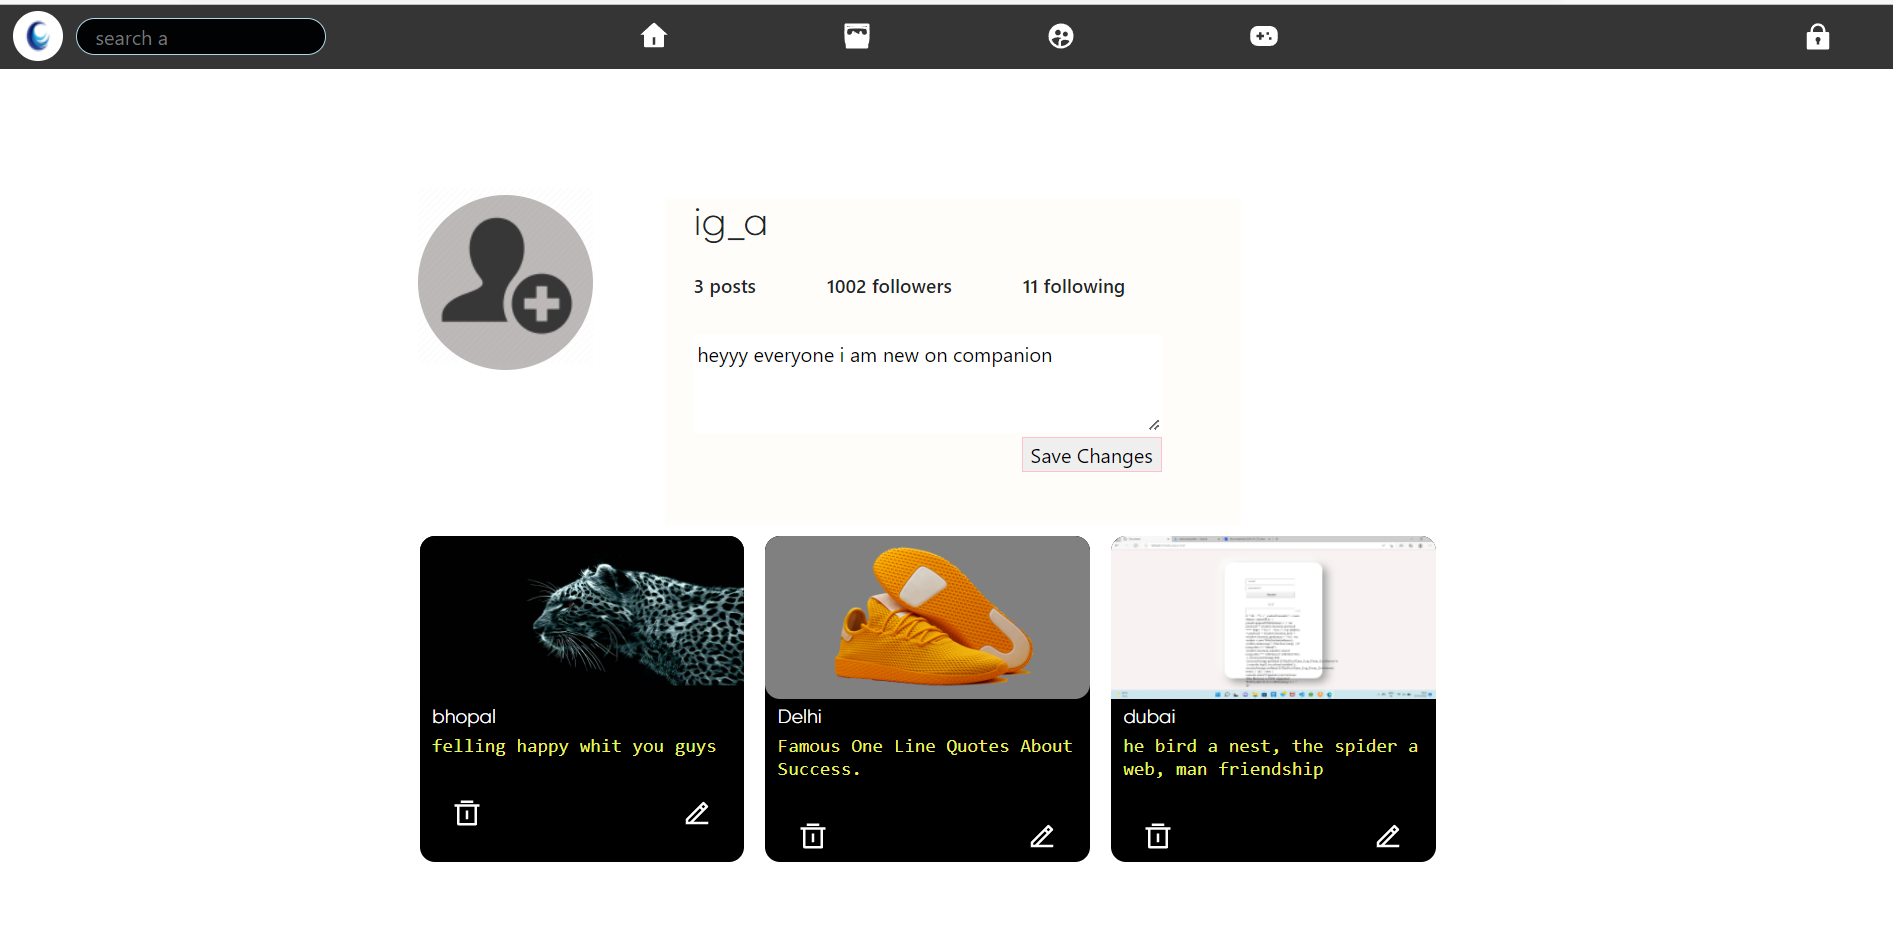 search a
ig_a
3 posts 1002 followers 11 following
heyyy everyone i am new on companion
Save Changes
bhopal
felling happy whit you guys
Delhi
Famous One Line Quotes About
Success.
dubai
he bird a nest, the spider a
web, man friendship